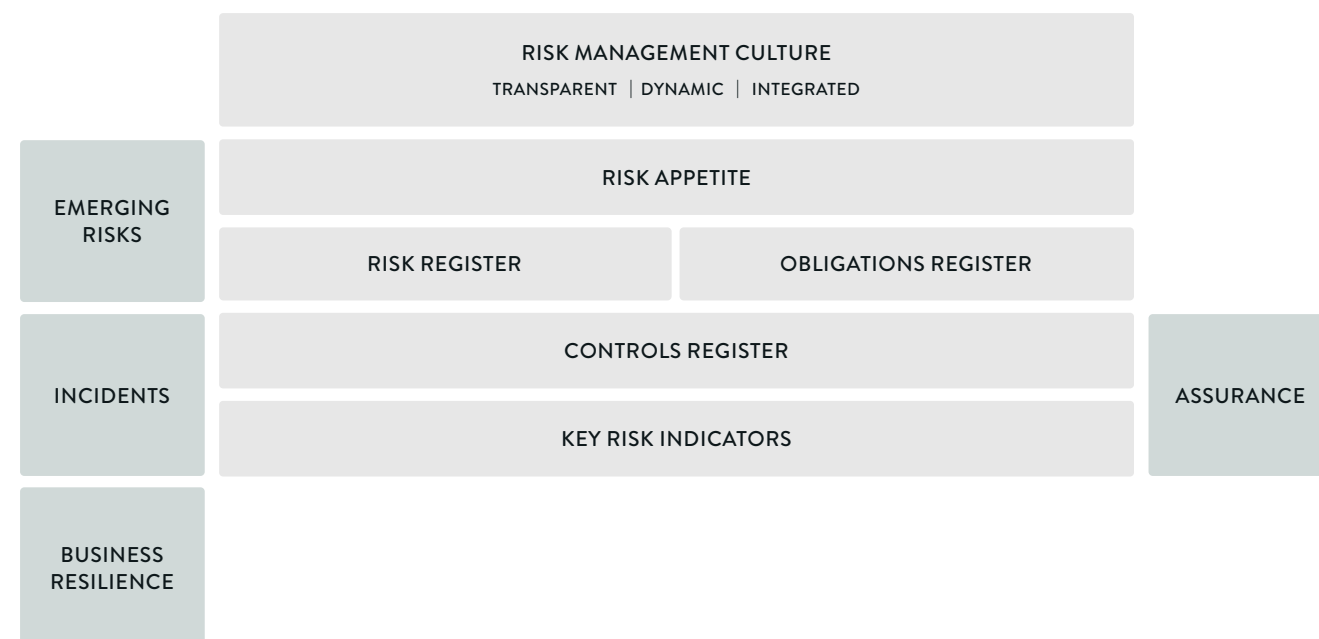 RISK MANAGEMENT CULTURE
TRANSPARENT | DYNAMIC | INTEGRATED
EMERGING
RISKS
RISK APPETITE
RISK REGISTER
OBLIGATIONS REGISTER
INCIDENTS
CONTROLS REGISTER
KEY RISK INDICATORS
ASSURANCE
BUSINESS
RESILIENCE